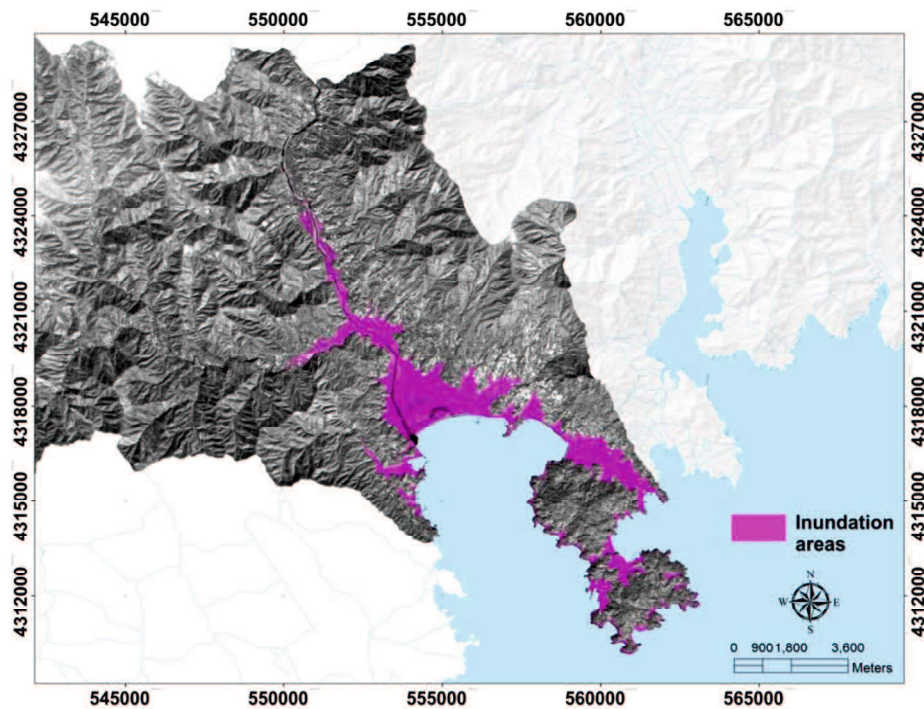 545000 550000 555000 560000 565000
4327000 4327000
4324000 4324000
4321000 4321000
4318000 4318000
4315000 4315000
4312000 4312000
Inundation
areas
N
W E
S
0 900 1,800 3,600
Meters
545000 550000 555000 560000 565000